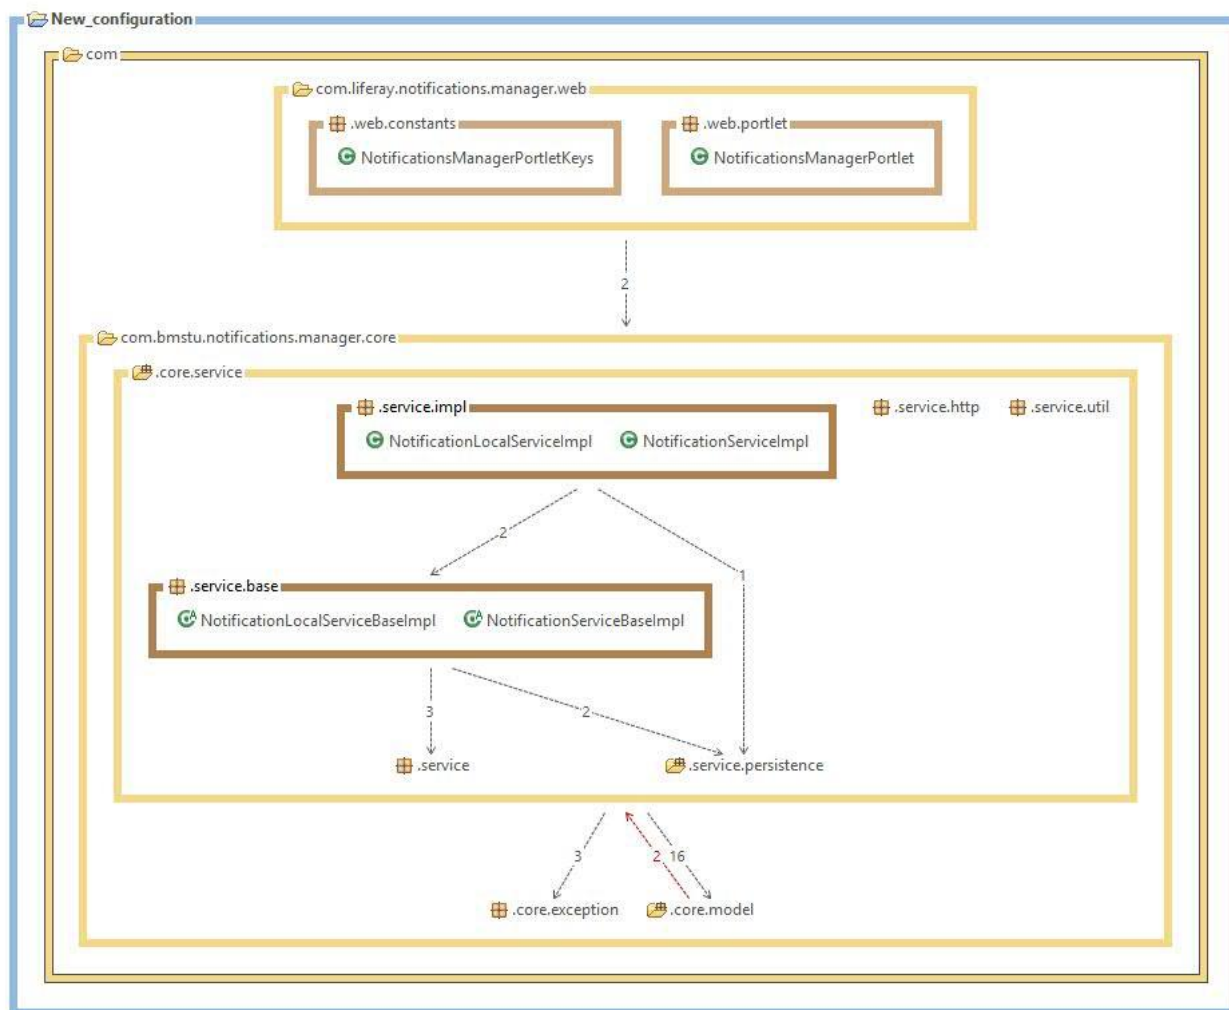 New_configuration
com
com.liferay.notifications.manager.web
.web.constants
.web.portlet
NotificationsManagerPortletKeys
NotificationsManagerPortlet
2
com.bmstu.notifications.manager.core
.core.service
.service.impl
.service.http
.service.util
NotificationLocalServiceImpl
NotificationServiceImpl
2
1
.service.base
NotificationLocalServiceBaseImpl
NotificationServiceBaseImpl
3
2
.service
.service.persistence
3
2
16
.core.exception
.core.model